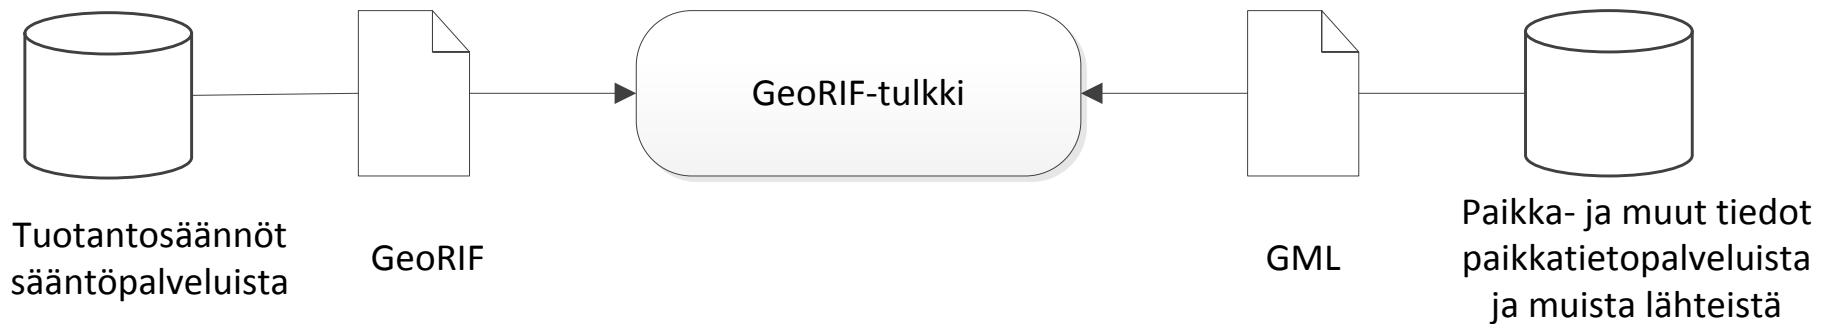 GeoRIF-tulkki
Tuotantosäännöt
sääntöpalveluista
GeoRIF
GML
Paikka- ja muut tiedot
paikkatietopalveluista
ja muista lähteistä